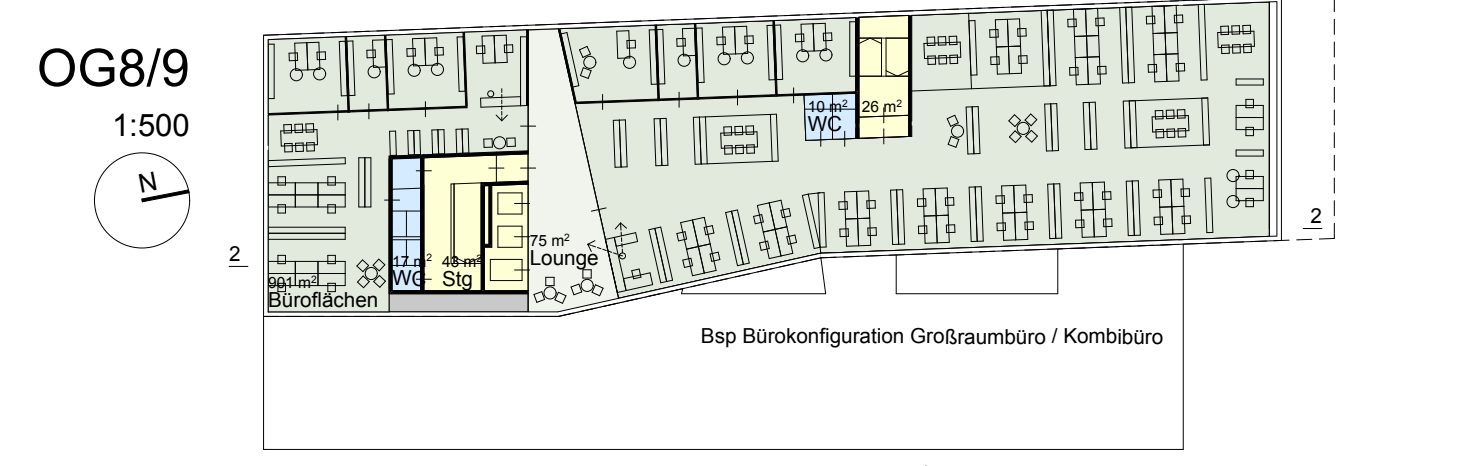 OG8/9
1:500
N
10 m²
WC
26 m²
2
2
75 m²
Lounge
17 m²
WC
43 m²
Stg
901 m²
Büroflächen
Bsp Bürokonfiguration Großraumbüro / Kombibüro